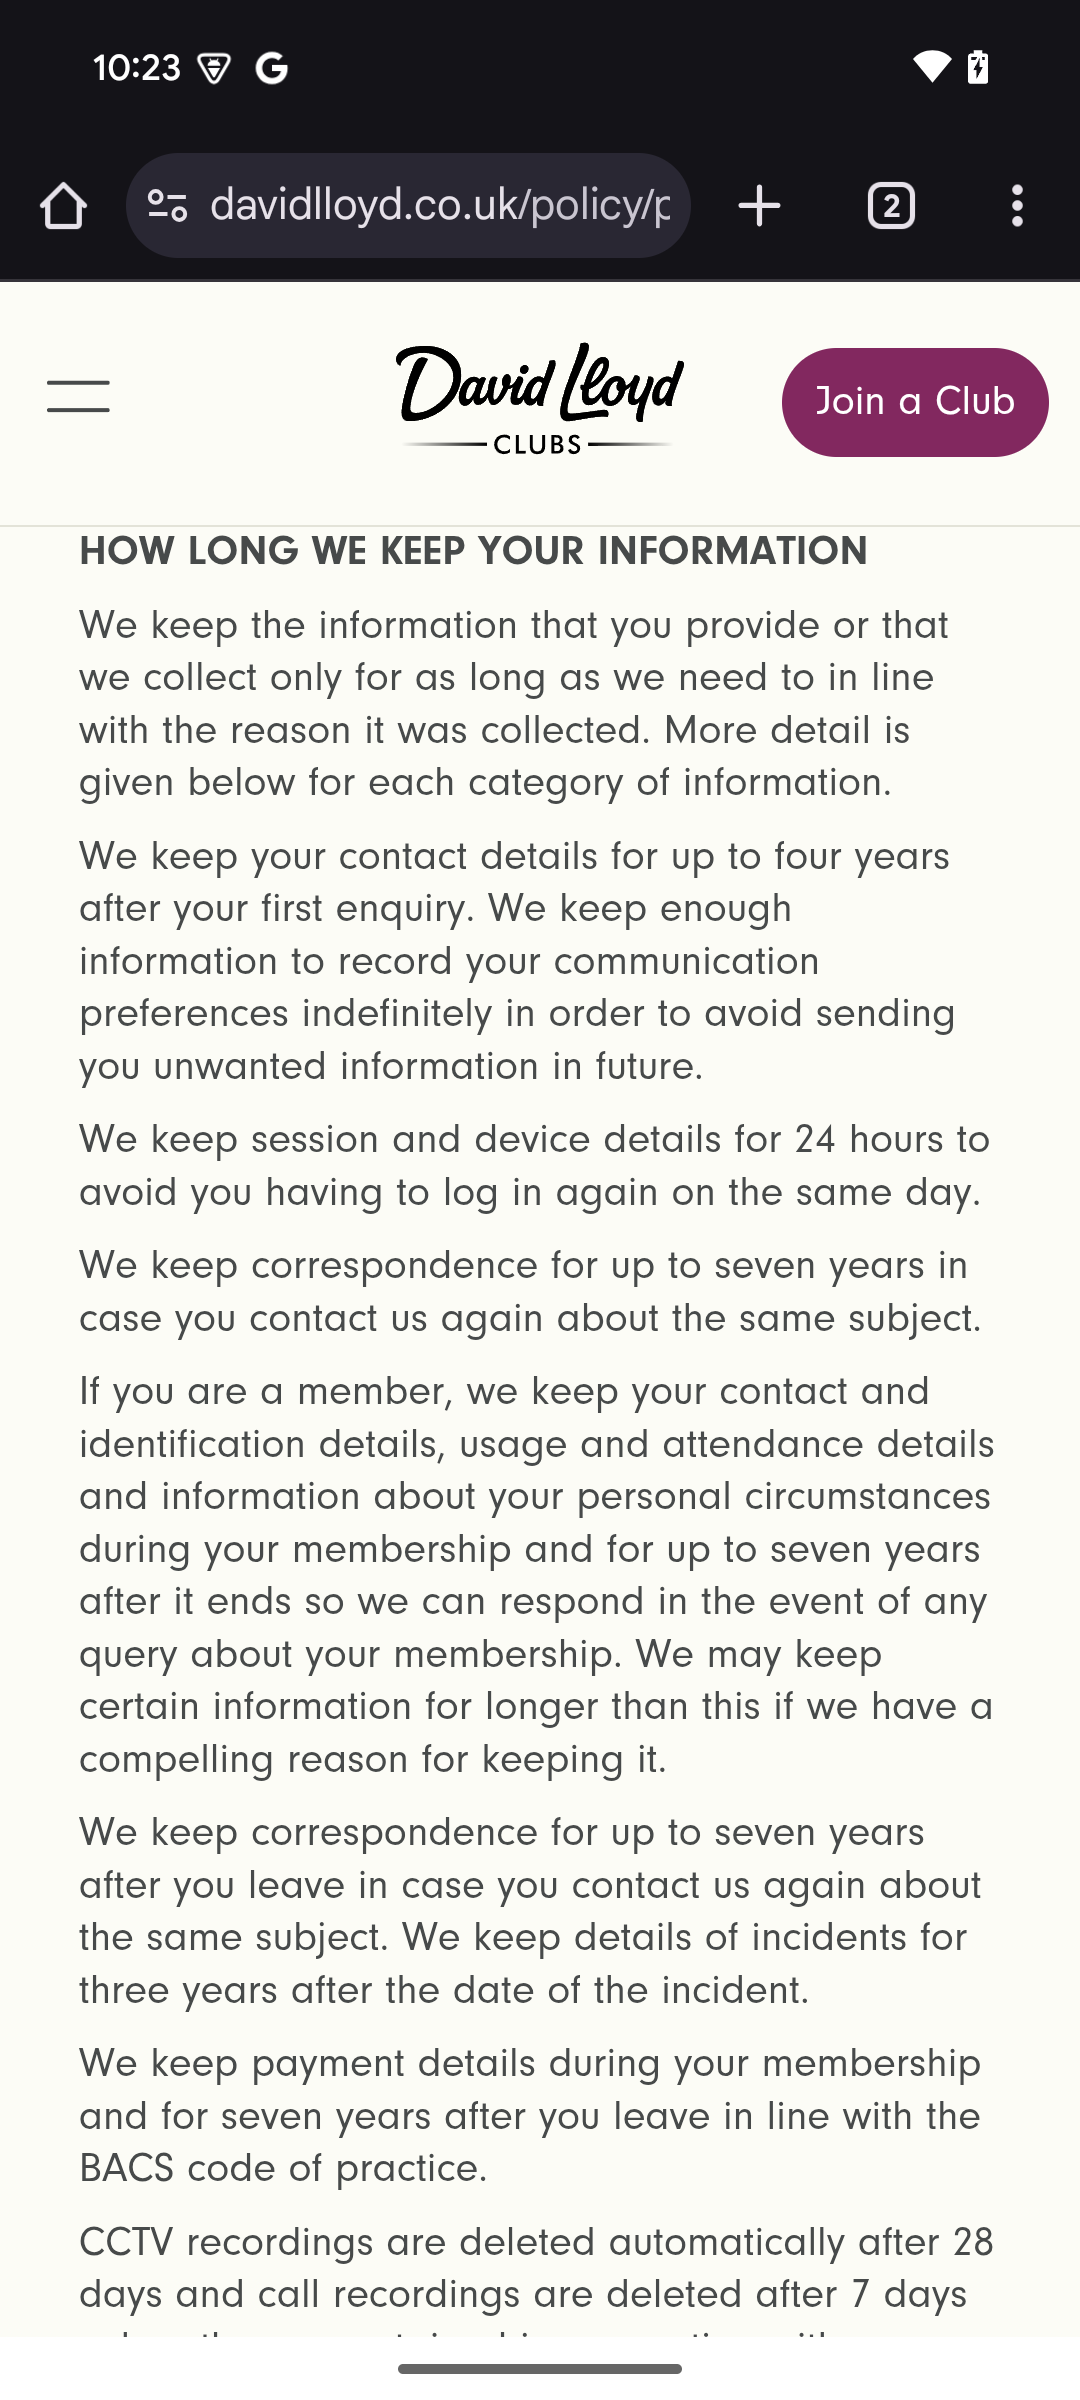 10:23
davidlloyd.co.uk/policy/p
2
David Lloyd
CLUBS
Join a Club
HOW LONG WE KEEP YOUR INFORMATION
We keep the information that you provide or that
we collect only for as long as we need to in line
with the reason it was collected. More detail is
given below for each category of information.
We keep your contact details for up to four years
after your first enquiry. We keep enough
information to record your communication
preferences indefinitely in order to avoid sending
you unwanted information in future.
We keep session and device details for 24 hours to
avoid you having to log in again on the same day.
We keep correspondence for up to seven years in
case you contact us again about the same subject.
If you are a member, we keep your contact and
identification details, usage and attendance details
and information about your personal circumstances
during your membership and for up to seven years
after it ends so we can respond in the event of any
query about your membership. We may keep
certain information for longer than this if we have a
compelling reason for keeping it.
We keep correspondence for up to seven years
after you leave in case you contact us again about
the same subject. We keep details of incidents for
three years after the date of the incident.
We keep payment details during your membership
and for seven years after you leave in line with the
BACS code of practice.
CCTV recordings are deleted automatically after 28
days and call recordings are deleted after 7 days